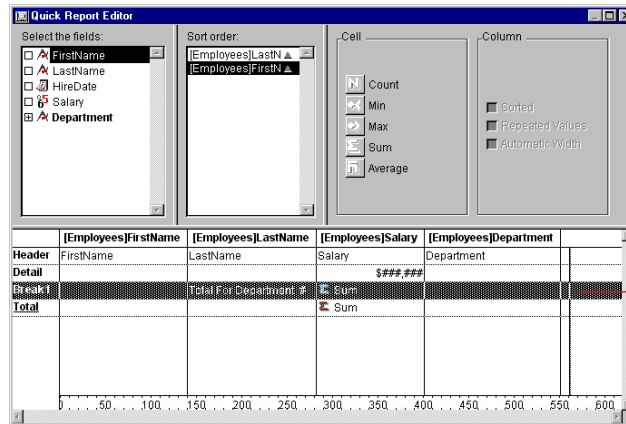 Quick Report Editor
Select the fields:
FirstName
LastName
HireDate
Salary
Department
Sort order:
[Employees]LastN
[Employees]FirstN
Cell
Count
Min
Max
Sum
Average
Column
Sorted
Repeated Values
Automatic Width
[Employees]FirstName [Employees]LastName [Employees]Salary [Employees]Department
Header FirstName LastName Salary Department
Detail $###,###
Break1 Total For Department # Sum
Total Sum
0 50 100 150 200 250 300 350 400 450 500 550 600